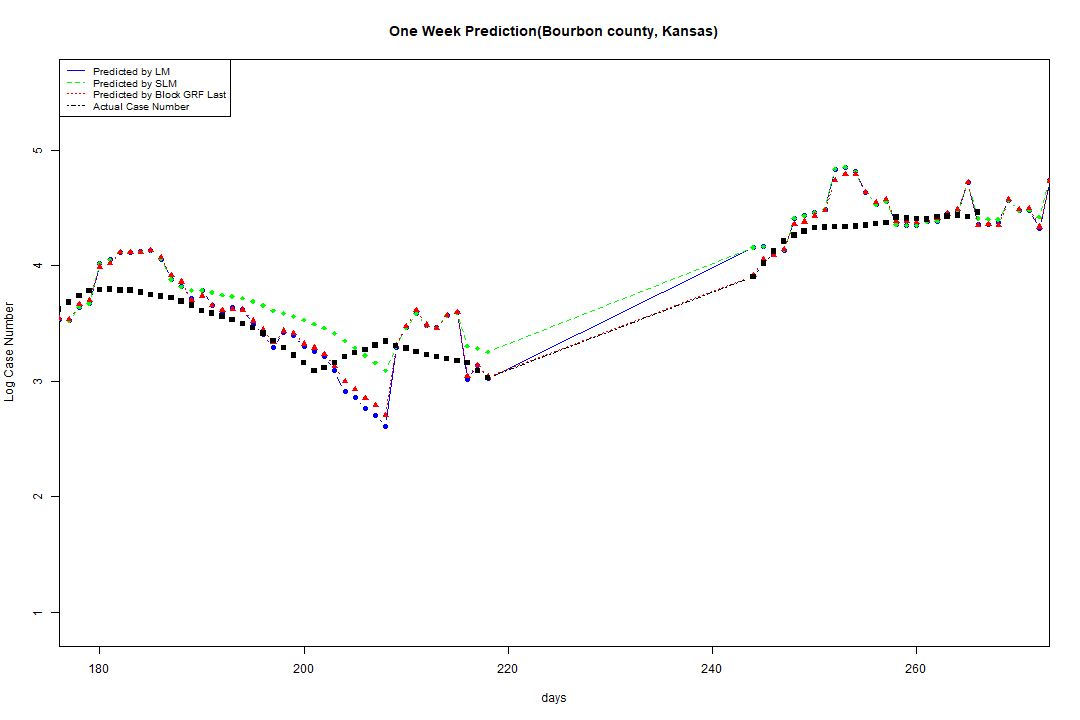 One Week Prediction(Bourbon county, Kansas)
Predicted by LM
Predicted by SLM
Predicted by Block GRF Last
Actual Case Number
5
4
3
2
1
Log Case Number
180 200 220 240 260
days